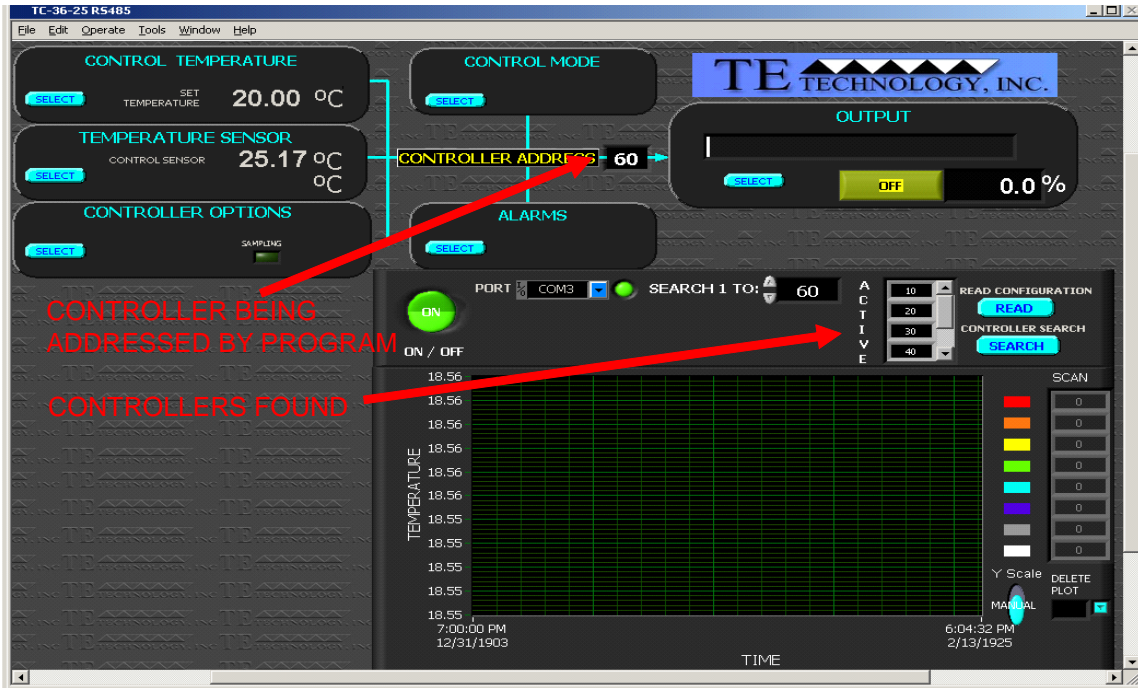 TC-36-25 RS485
File Edit Operate Tools Window Help
CONTROL TEMPERATURE
SELECT
SET
TEMPERATURE
20.00 °C
TEMPERATURE SENSOR
CONTROL SENSOR
25.17 °C
SELECT
°C
CONTROLLER OPTIONS
SELECT
SAMPLING
CONTROL MODE
SELECT
CONTROLLER ADDRESS 60
ALARMS
SELECT
TE TECHNOLOGY, INC.
OUTPUT
SELECT
OFF
0.0 %
CONTROLLER BEING
ADDRESSED BY PROGRAM
CONTROLLERS FOUND
ON
ON / OFF
PORT COM3
SEARCH 1 TO: 60
ACTIVE
10
20
30
40
READ CONFIGURATION
READ
CONTROLLER SEARCH
SEARCH
TEMPERATURE
18.56
18.56
18.56
18.56
18.56
18.56
18.55
18.55
18.55
18.55
18.55
7:00:00 PM
12/31/1903
6:04:32 PM
2/13/1925
TIME
SCAN
0
0
0
0
0
0
0
0
Y Scale
MANUAL
DELETE
PLOT